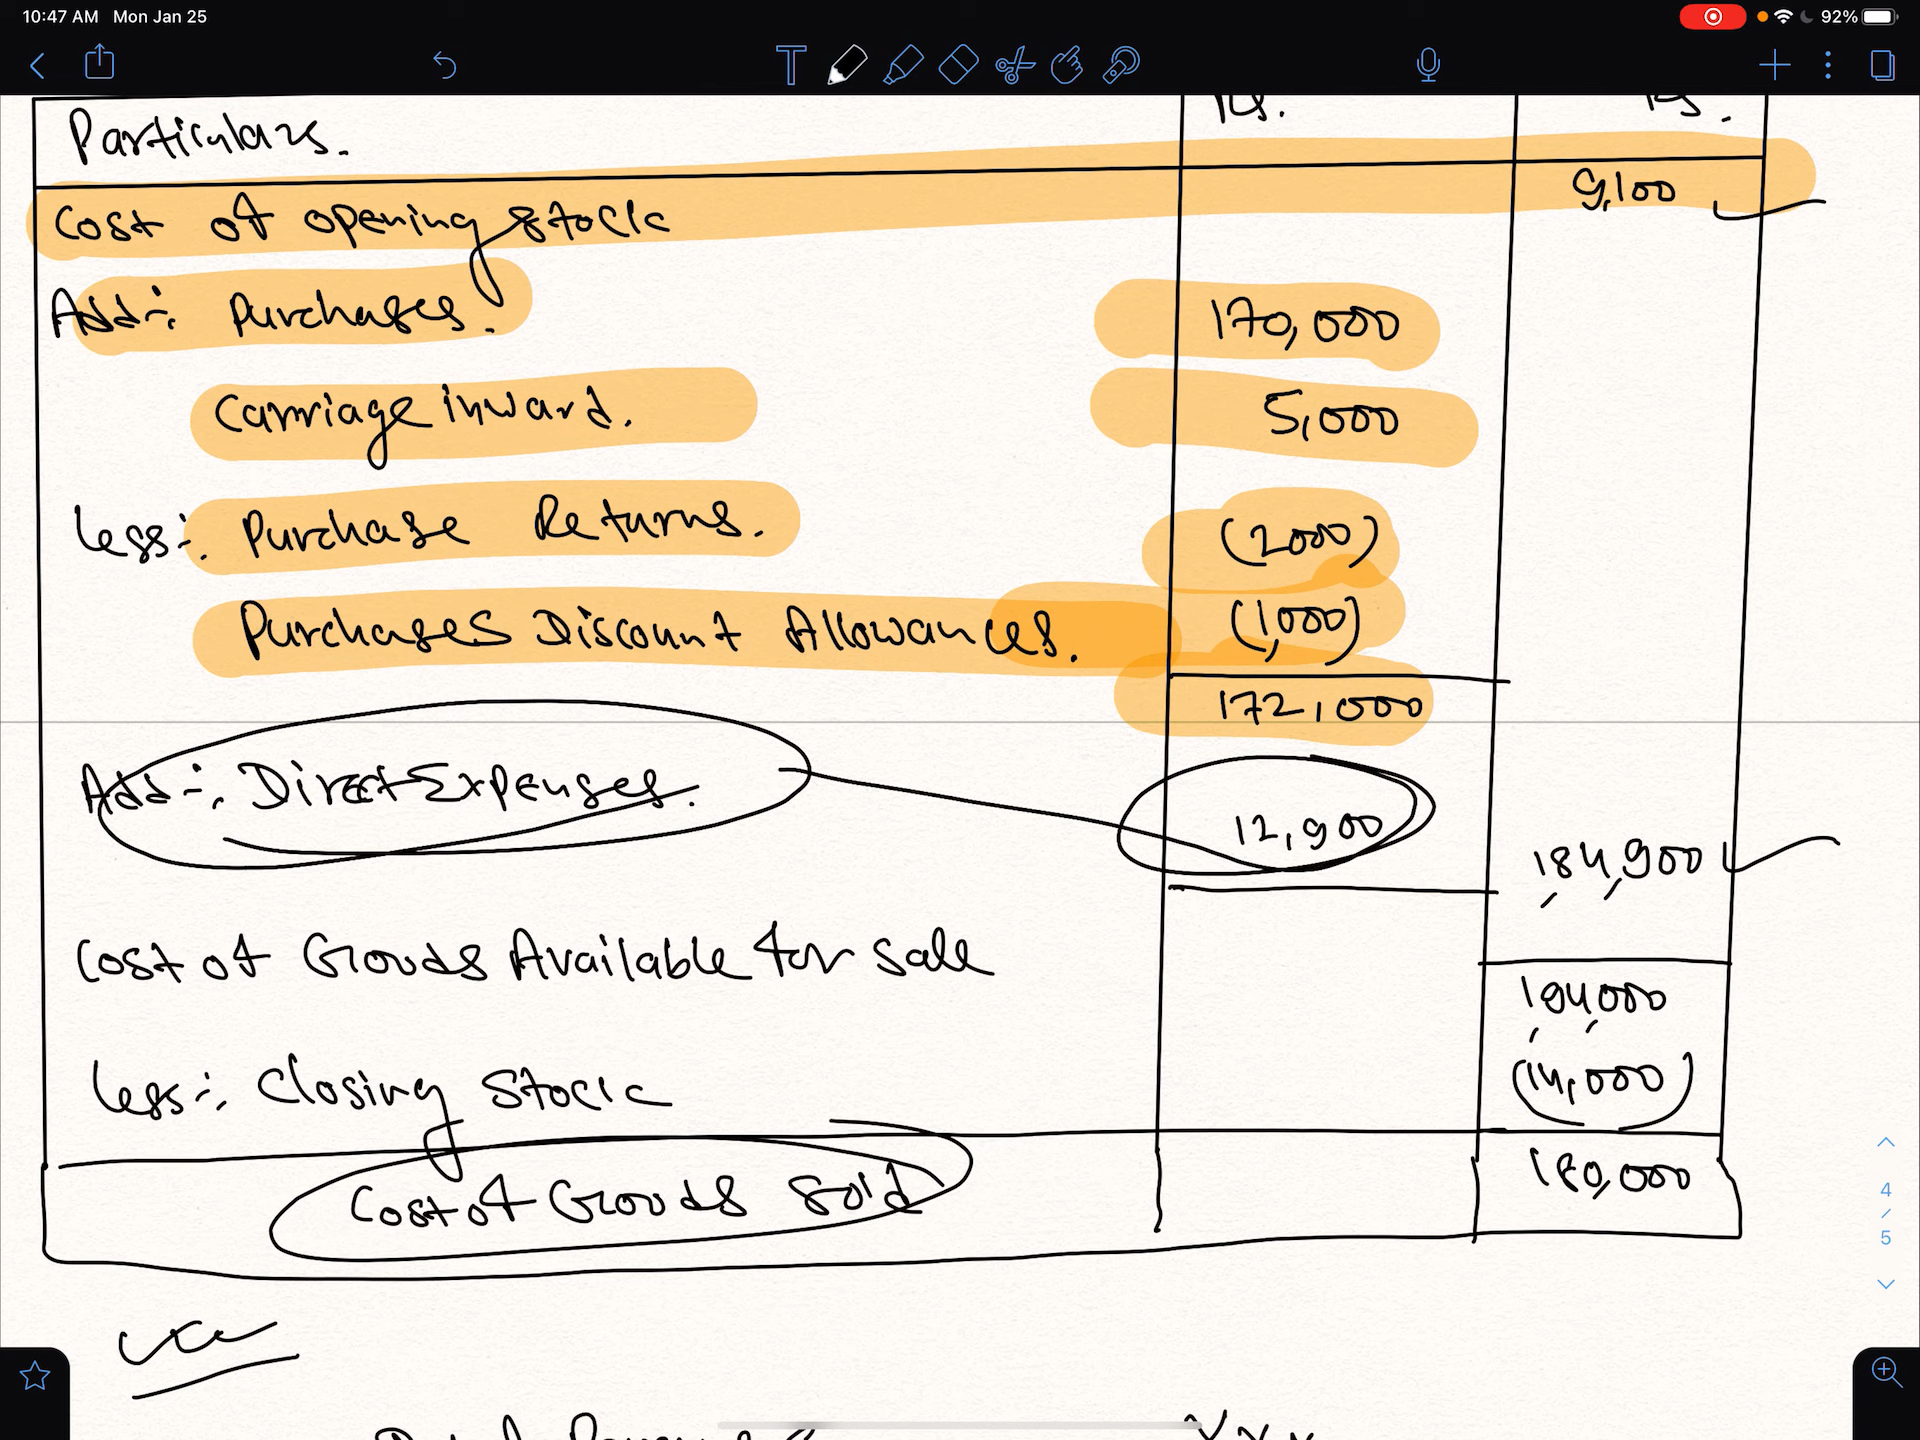 10:47 AM Mon Jan 25
92%
Particulars. Rs. Rs.
Cost of opening stock 9,100
Add:- Purchases. 170,000
Carriage inward. 5,000
Less:- Purchase Returns. (2000)
Purchases Discount Allowances. (1,000)
172,000
Add:- Direct Expenses. 12,900
184,900
Cost of Goods Available for sale
194,000
Less:- Closing Stock (14,000)
Cost of Goods Sold 180,000
4
/
5